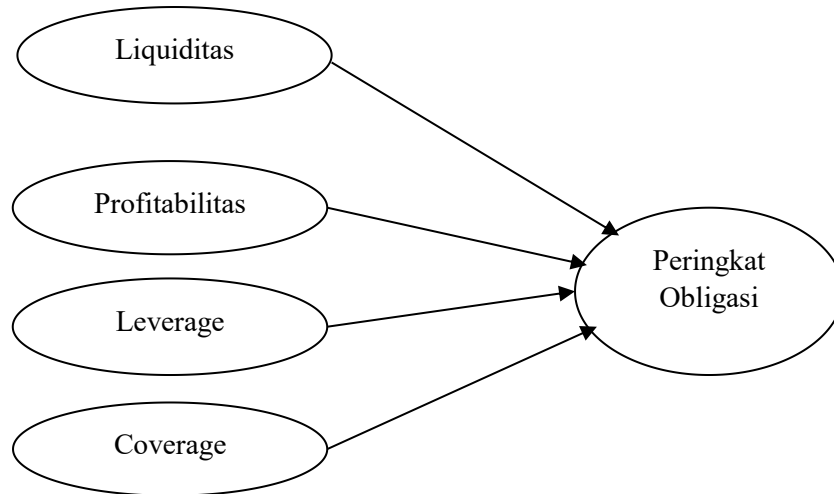 Liquiditas
Profitabilitas
Leverage
Coverage
Peringkat
Obligasi